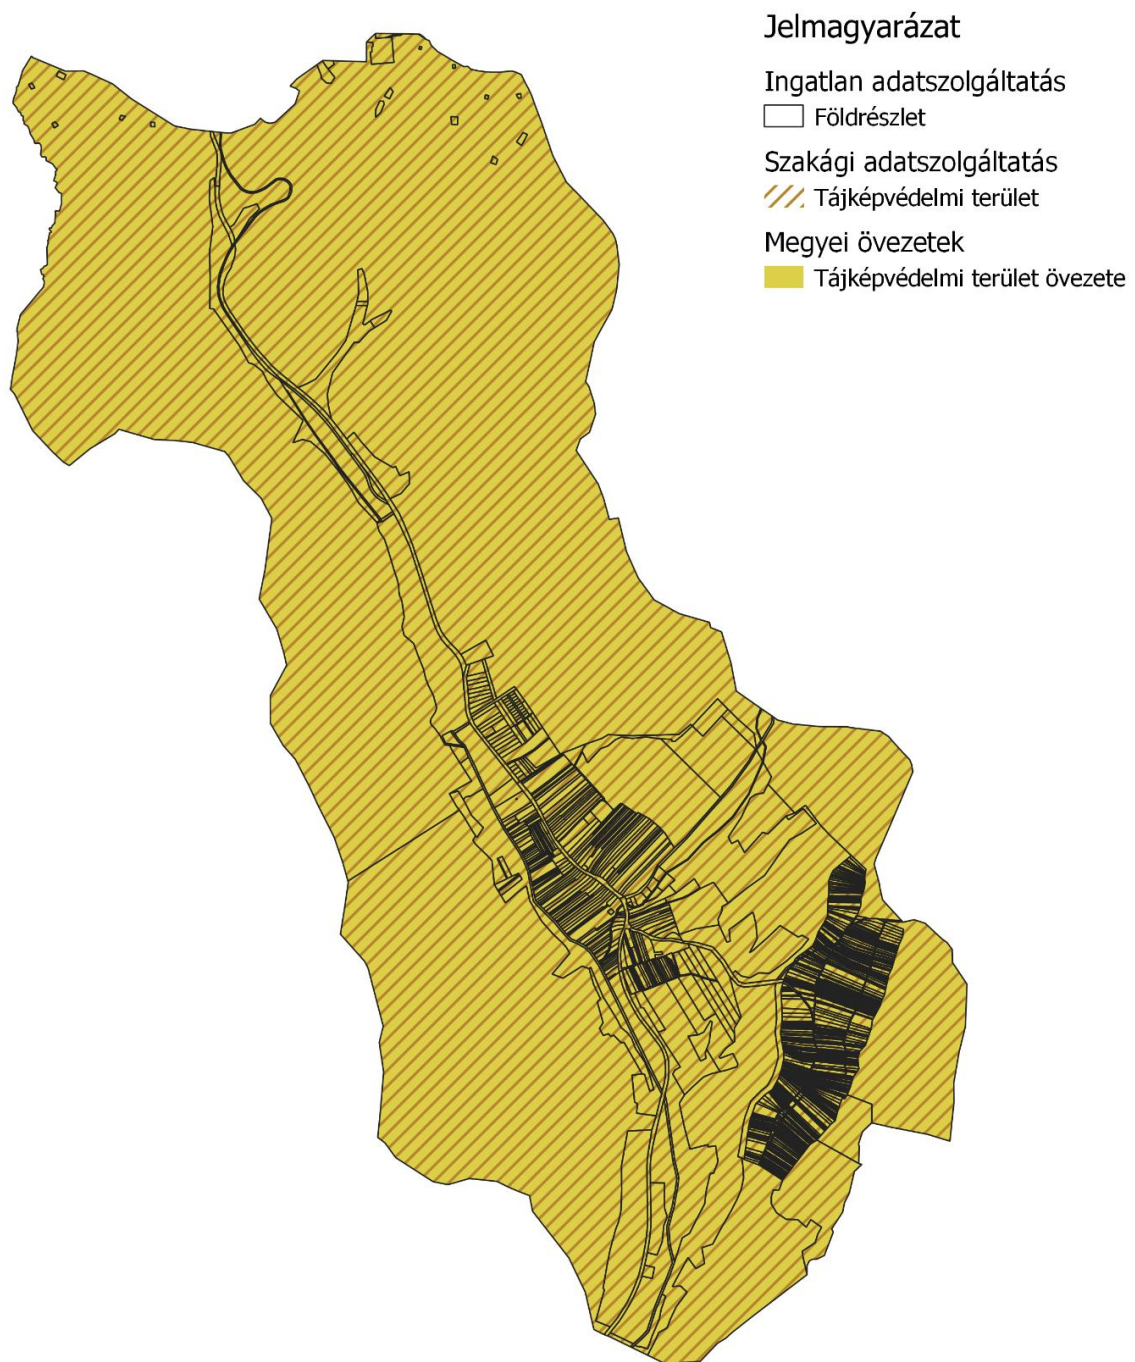 Jelmagyarázat
Ingatlan adatszolgáltatás
Földrészlet
Szakági adatszolgáltatás
Tájképvédelmi terület
Megyei övezetek
Tájképvédelmi terület övezete